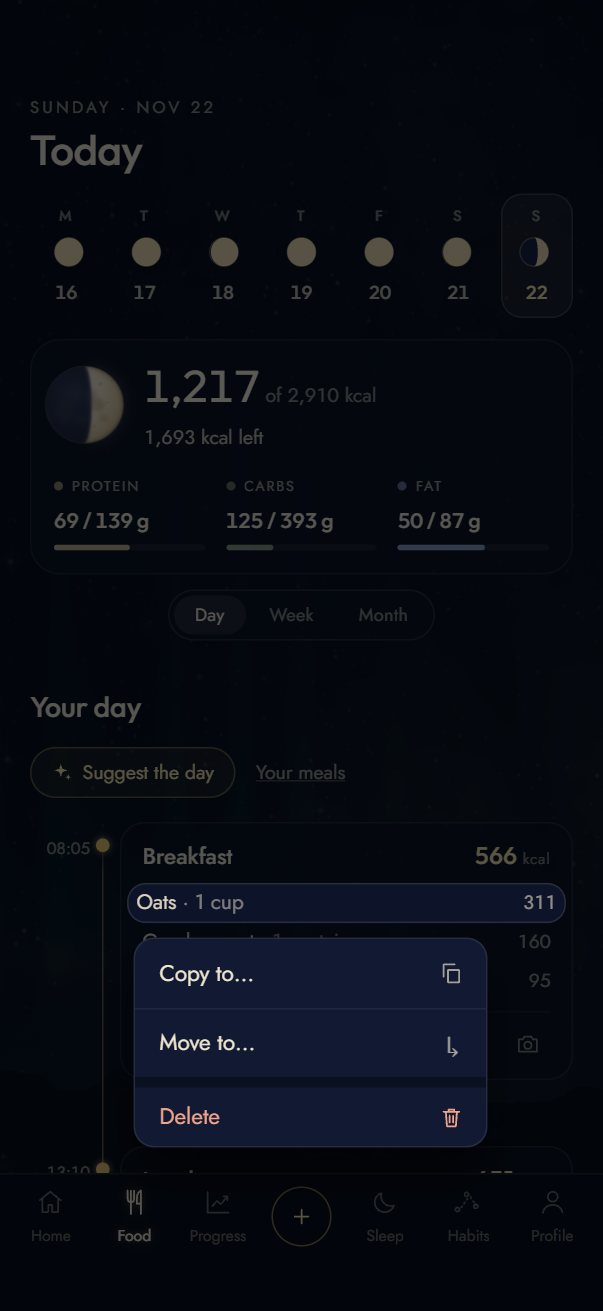 SUNDAY · NOV 22
Today
M T W T F S S
16 17 18 19 20 21 22
1,217 of 2,910 kcal
1,693 kcal left
PROTEIN CARBS FAT
69 / 139 g 125 / 393 g 50 / 87 g
Day Week Month
Your day
Suggest the day Your meals
08:05 Breakfast 566 kcal
Oats · 1 cup 311
160
95
Copy to...
Move to...
Delete
13:10
Home Food Progress + Sleep Habits Profile